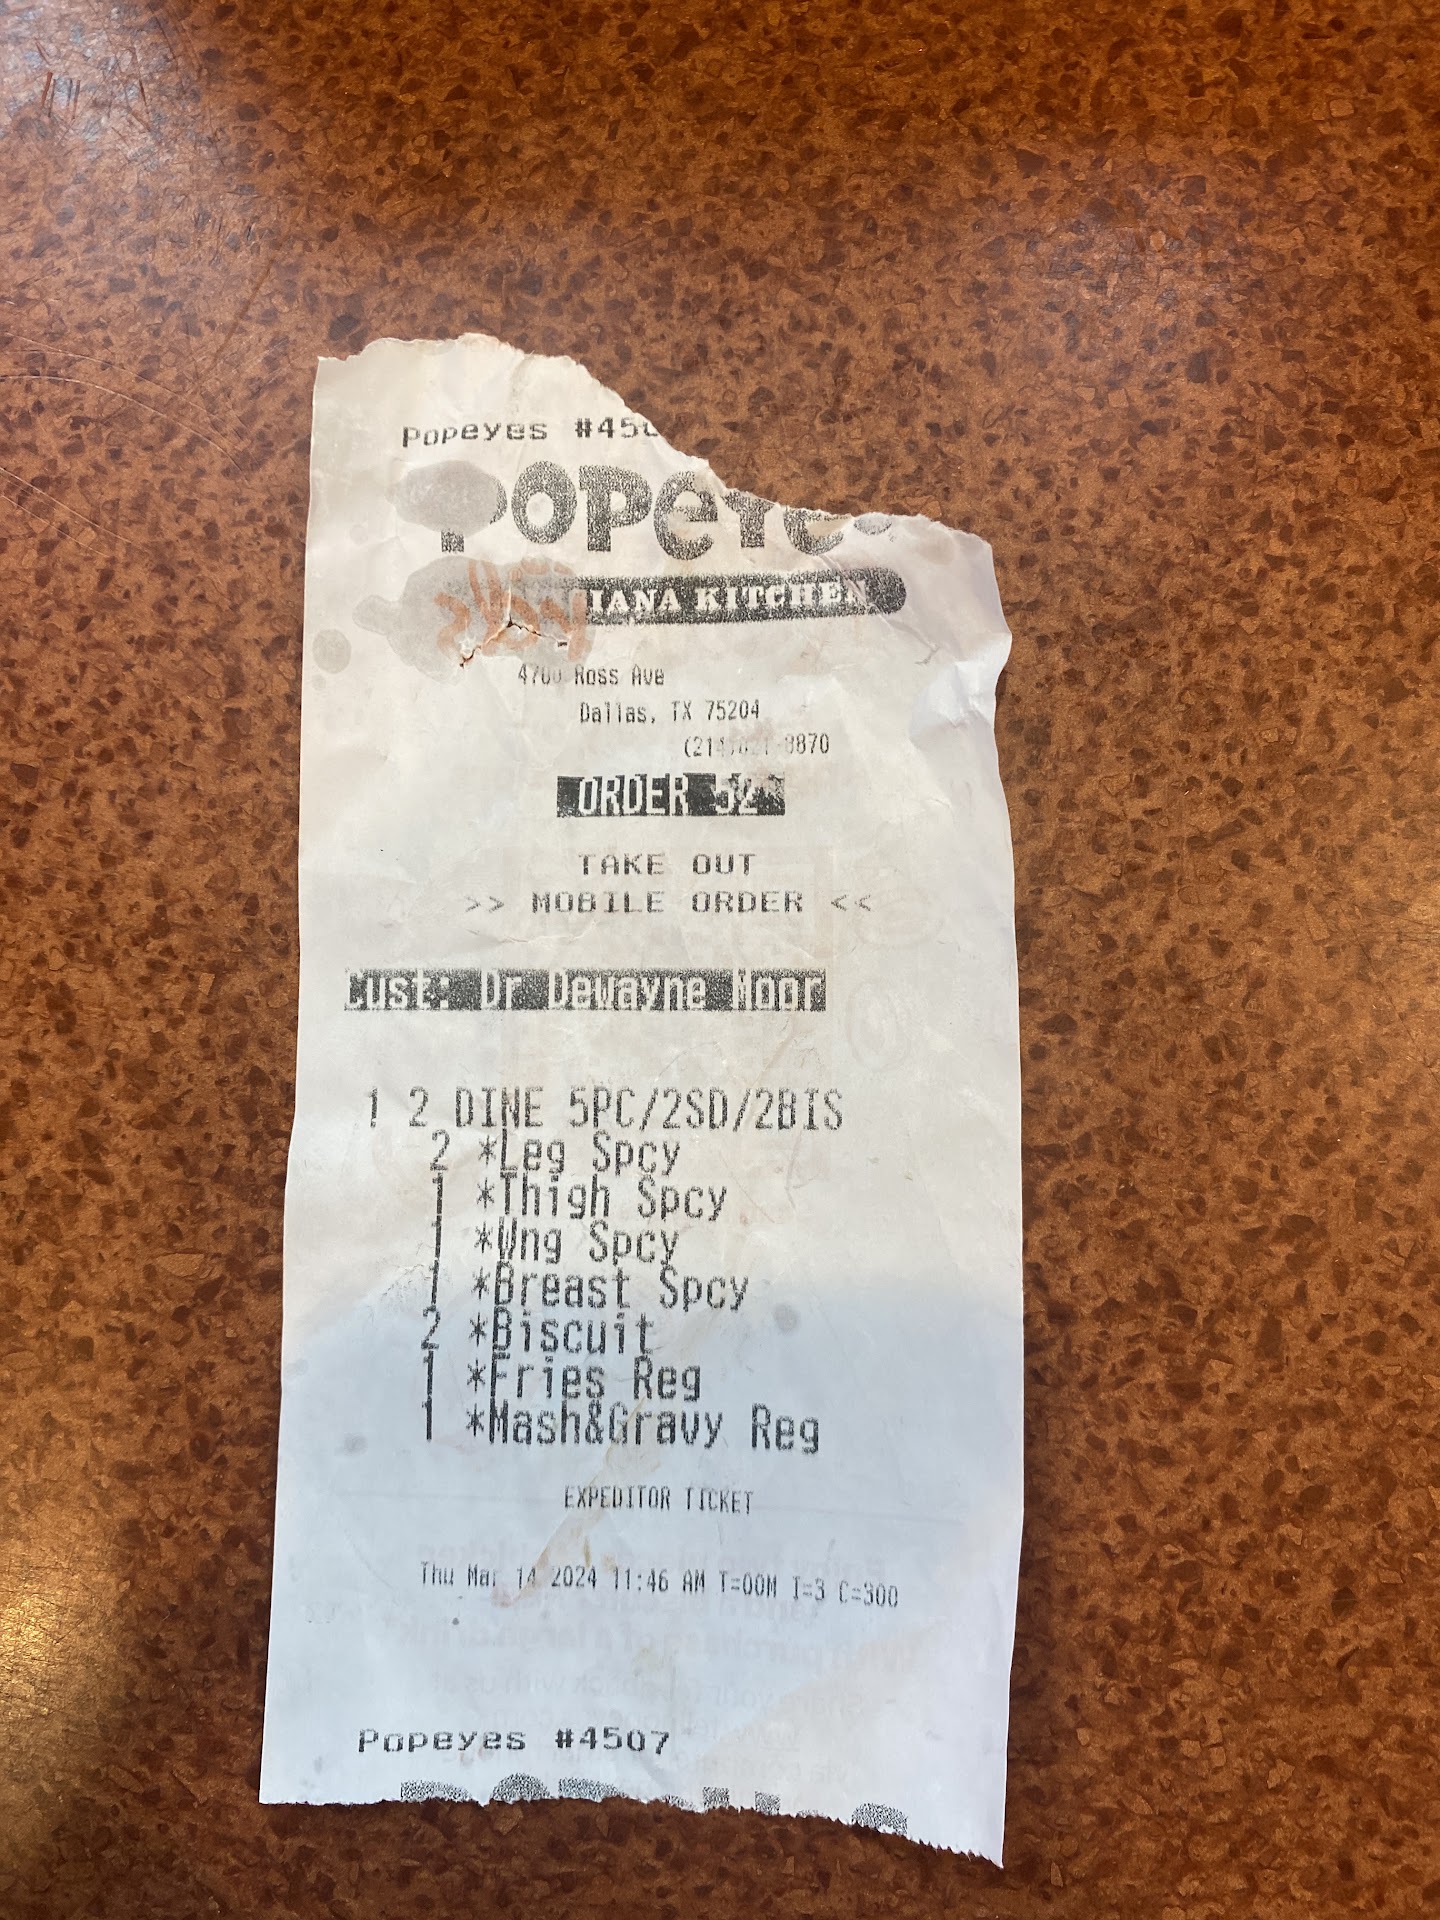 Popeyes #450
POPEYE
IANA KITCHEN
4700 Ross Ave
Dallas, TX 75204
8870
ORDER 52
TAKE OUT
>> MOBILE ORDER <<
Cust: Dr Dewayne Moor
1 2 DINE 5PC/2SD/2BIS
2 *Leg Spcy
1 *Thigh Spcy
1 *Wng Spcy
1 *Breast Spcy
2 *Biscuit
1 *Fries Reg
1 *Mash&Gravy Reg
EXPEDITOR TICKET
Thu Mar 14 2024 11:46 AM T=00M I=3 C=300
Popeyes #4507